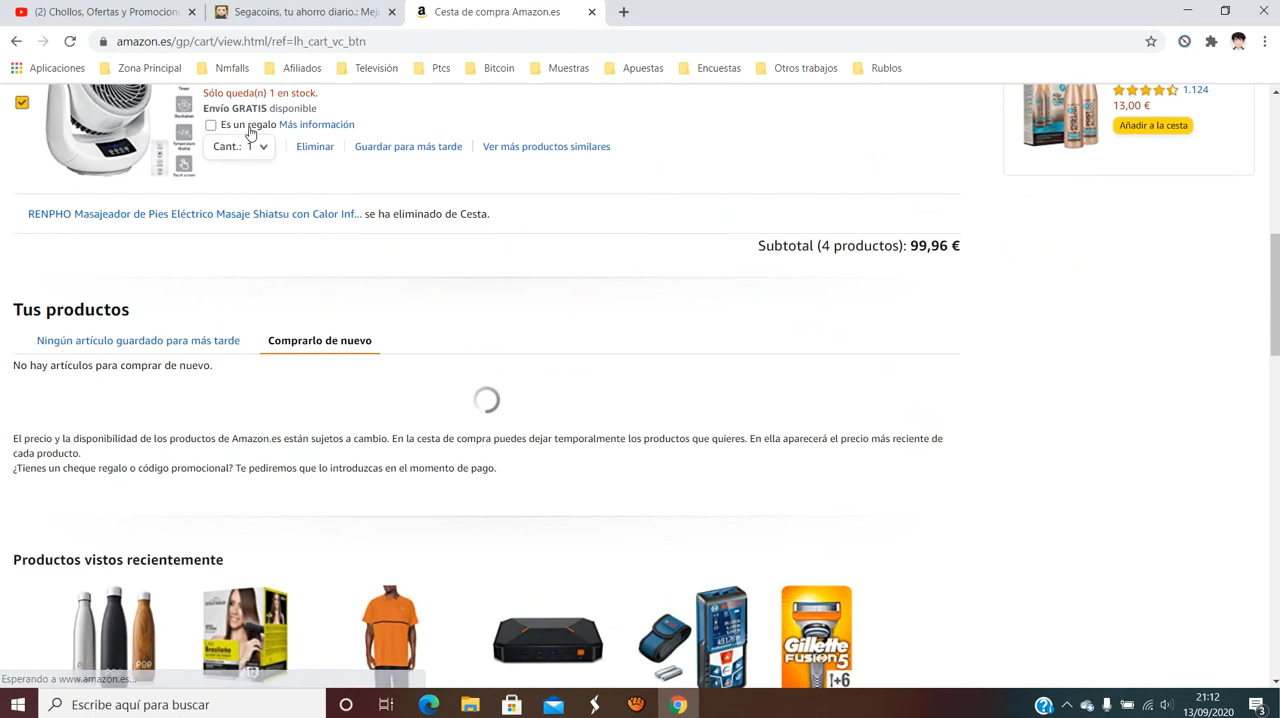 (2) Chollos, Ofertas y Promocion
Segacoins, tu ahorro diario.: Mej
Cesta de compra Amazon.es
amazon.es/gp/cart/view.html/ref=lh_cart_vc_btn
Aplicaciones Zona Principal Nmfalls Afiliados Televisión Ptcs Bitcoin Muestras Apuestas Encuestas Otros trabajos Rublos
Sólo queda(n) 1 en stock.
Envío GRATIS disponible
Es un regalo Más información
Cant.: 1 Eliminar Guardar para más tarde Ver más productos similares
1.124
13,00 €
Añadir a la cesta
RENPHO Masajeador de Pies Eléctrico Masaje Shiatsu con Calor Inf... se ha eliminado de Cesta.
Subtotal (4 productos): 99,96 €
Tus productos
Ningún artículo guardado para más tarde Comprarlo de nuevo
No hay artículos para comprar de nuevo.
El precio y la disponibilidad de los productos de Amazon.es están sujetos a cambio. En la cesta de compra puedes dejar temporalmente los productos que quieres. En ella aparecerá el precio más reciente de
cada producto.
¿Tienes un cheque regalo o código promocional? Te pediremos que lo introduzcas en el momento de pago.
Productos vistos recientemente
Brasileño
BOSCH
Gillette
FUSION5
Esperando a www.amazon.es...
Escribe aquí para buscar
21:12
13/09/2020
3